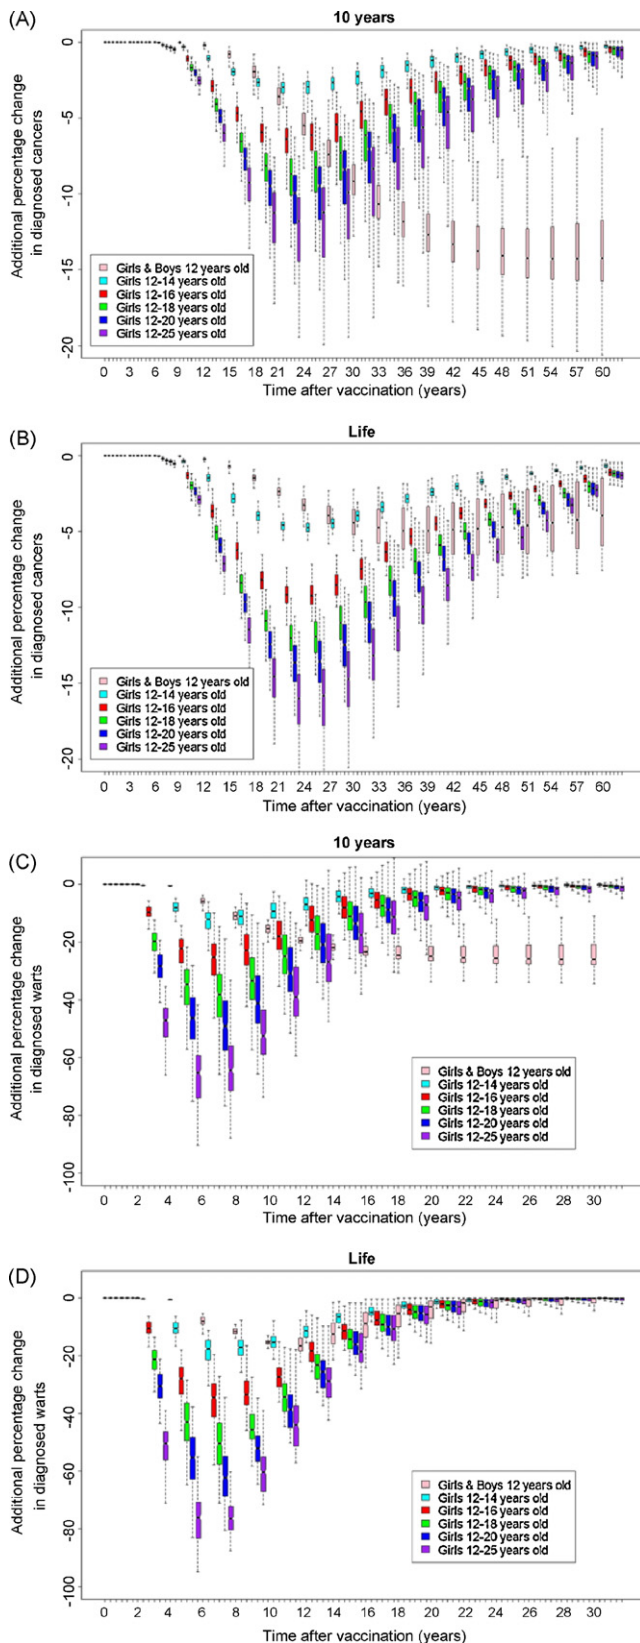 (A)
10 years
Additional percentage change
in diagnosed cancers
0
-5
-10
-15
-20
Girls & Boys 12 years old
Girls 12-14 years old
Girls 12-16 years old
Girls 12-18 years old
Girls 12-20 years old
Girls 12-25 years old
0 3 6 9 12 15 18 21 24 27 30 33 36 39 42 45 48 51 54 57 60
Time after vaccination (years)
(B)
Life
Additional percentage change
in diagnosed cancers
0
-5
-10
-15
-20
Girls & Boys 12 years old
Girls 12-14 years old
Girls 12-16 years old
Girls 12-18 years old
Girls 12-20 years old
Girls 12-25 years old
0 3 6 9 12 15 18 21 24 27 30 33 36 39 42 45 48 51 54 57 60
Time after vaccination (years)
(C)
10 years
Additional percentage change
in diagnosed warts
0
-20
-40
-60
-80
-100
Girls & Boys 12 years old
Girls 12-14 years old
Girls 12-16 years old
Girls 12-18 years old
Girls 12-20 years old
Girls 12-25 years old
0 2 4 6 8 10 12 14 16 18 20 22 24 26 28 30
Time after vaccination (years)
(D)
Life
Additional percentage change
in diagnosed warts
0
-20
-40
-60
-80
-100
Girls & Boys 12 years old
Girls 12-14 years old
Girls 12-16 years old
Girls 12-18 years old
Girls 12-20 years old
Girls 12-25 years old
0 2 4 6 8 10 12 14 16 18 20 22 24 26 28 30
Time after vaccination (years)